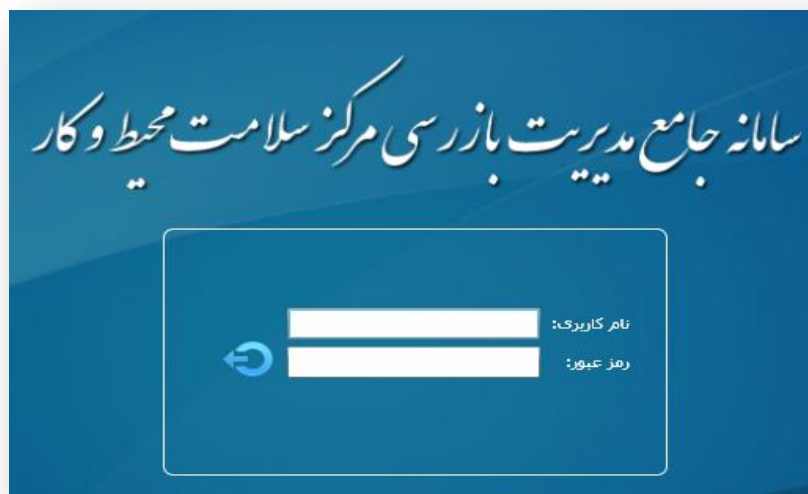 سامانه جامع مدیریت بازرسی مرکز سلامت محیط و کار
نام کاربری:
رمز عبور: